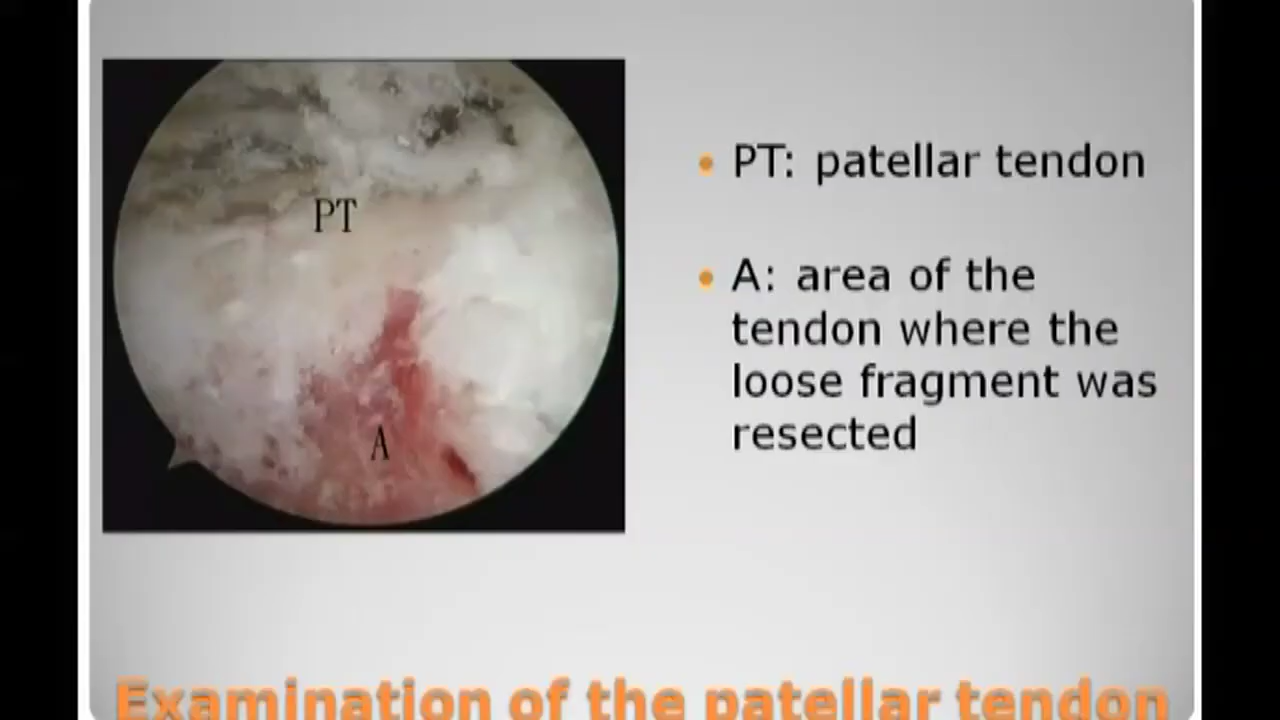 PT
A
• PT: patellar tendon
• A: area of the
tendon where the
loose fragment was
resected
Examination of the patellar tendon